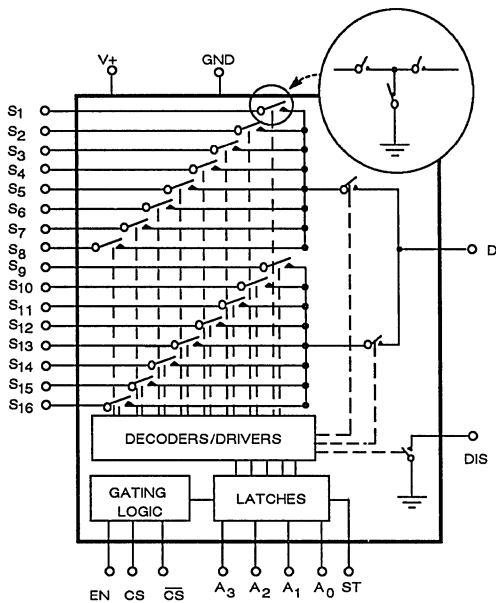 V+
GND
S1
S2
S3
S4
S5
S6
S7
S8
S9
S10
S11
S12
S13
S14
S15
S16
D
DECODERS/DRIVERS
DIS
GATING
LOGIC
LATCHES
EN CS C̅S̅ A3 A2 A1 A0 ST